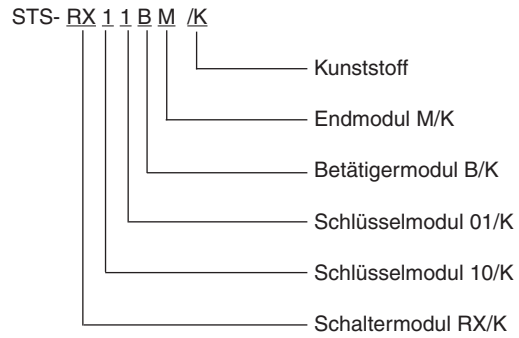 STS- RX 1 1 B M /K
Kunststoff
Endmodul M/K
Betätigermodul B/K
Schlüsselmodul 01/K
Schlüsselmodul 10/K
Schaltermodul RX/K